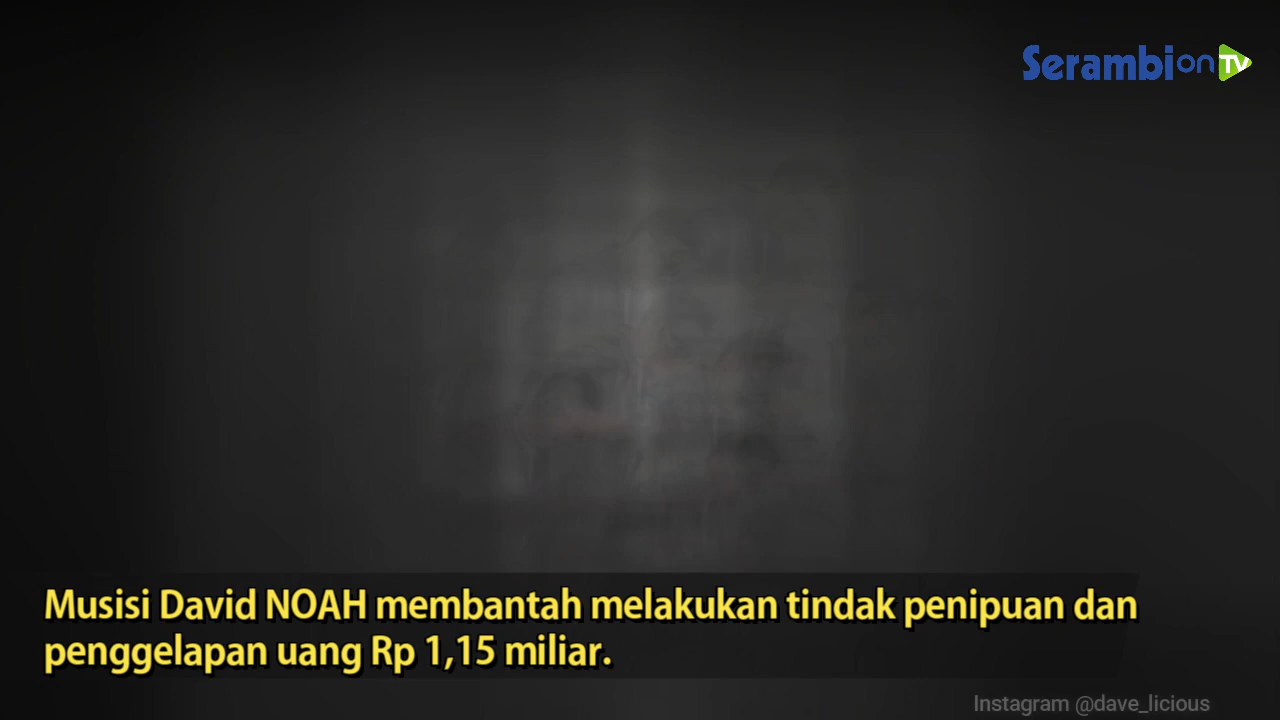 Serambi on TV
Musisi David NOAH membantah melakukan tindak penipuan dan
penggelapan uang Rp 1,15 miliar.
Instagram @dave_licious